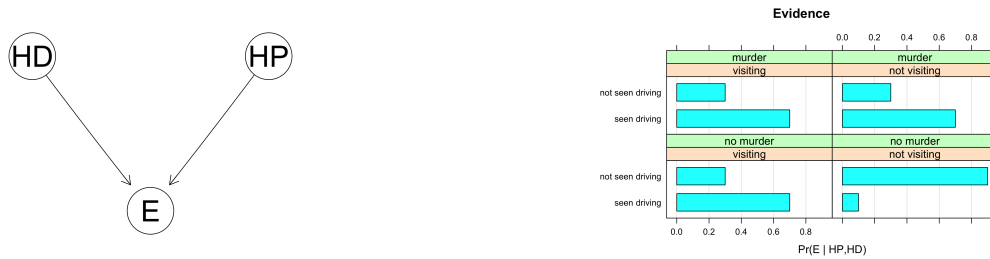 HD
HP
E
Evidence
0.0 0.2 0.4 0.6 0.8
murder murder
visiting not visiting
not seen driving
seen driving
no murder no murder
visiting not visiting
not seen driving
seen driving
0.0 0.2 0.4 0.6 0.8
Pr(E | HP,HD)